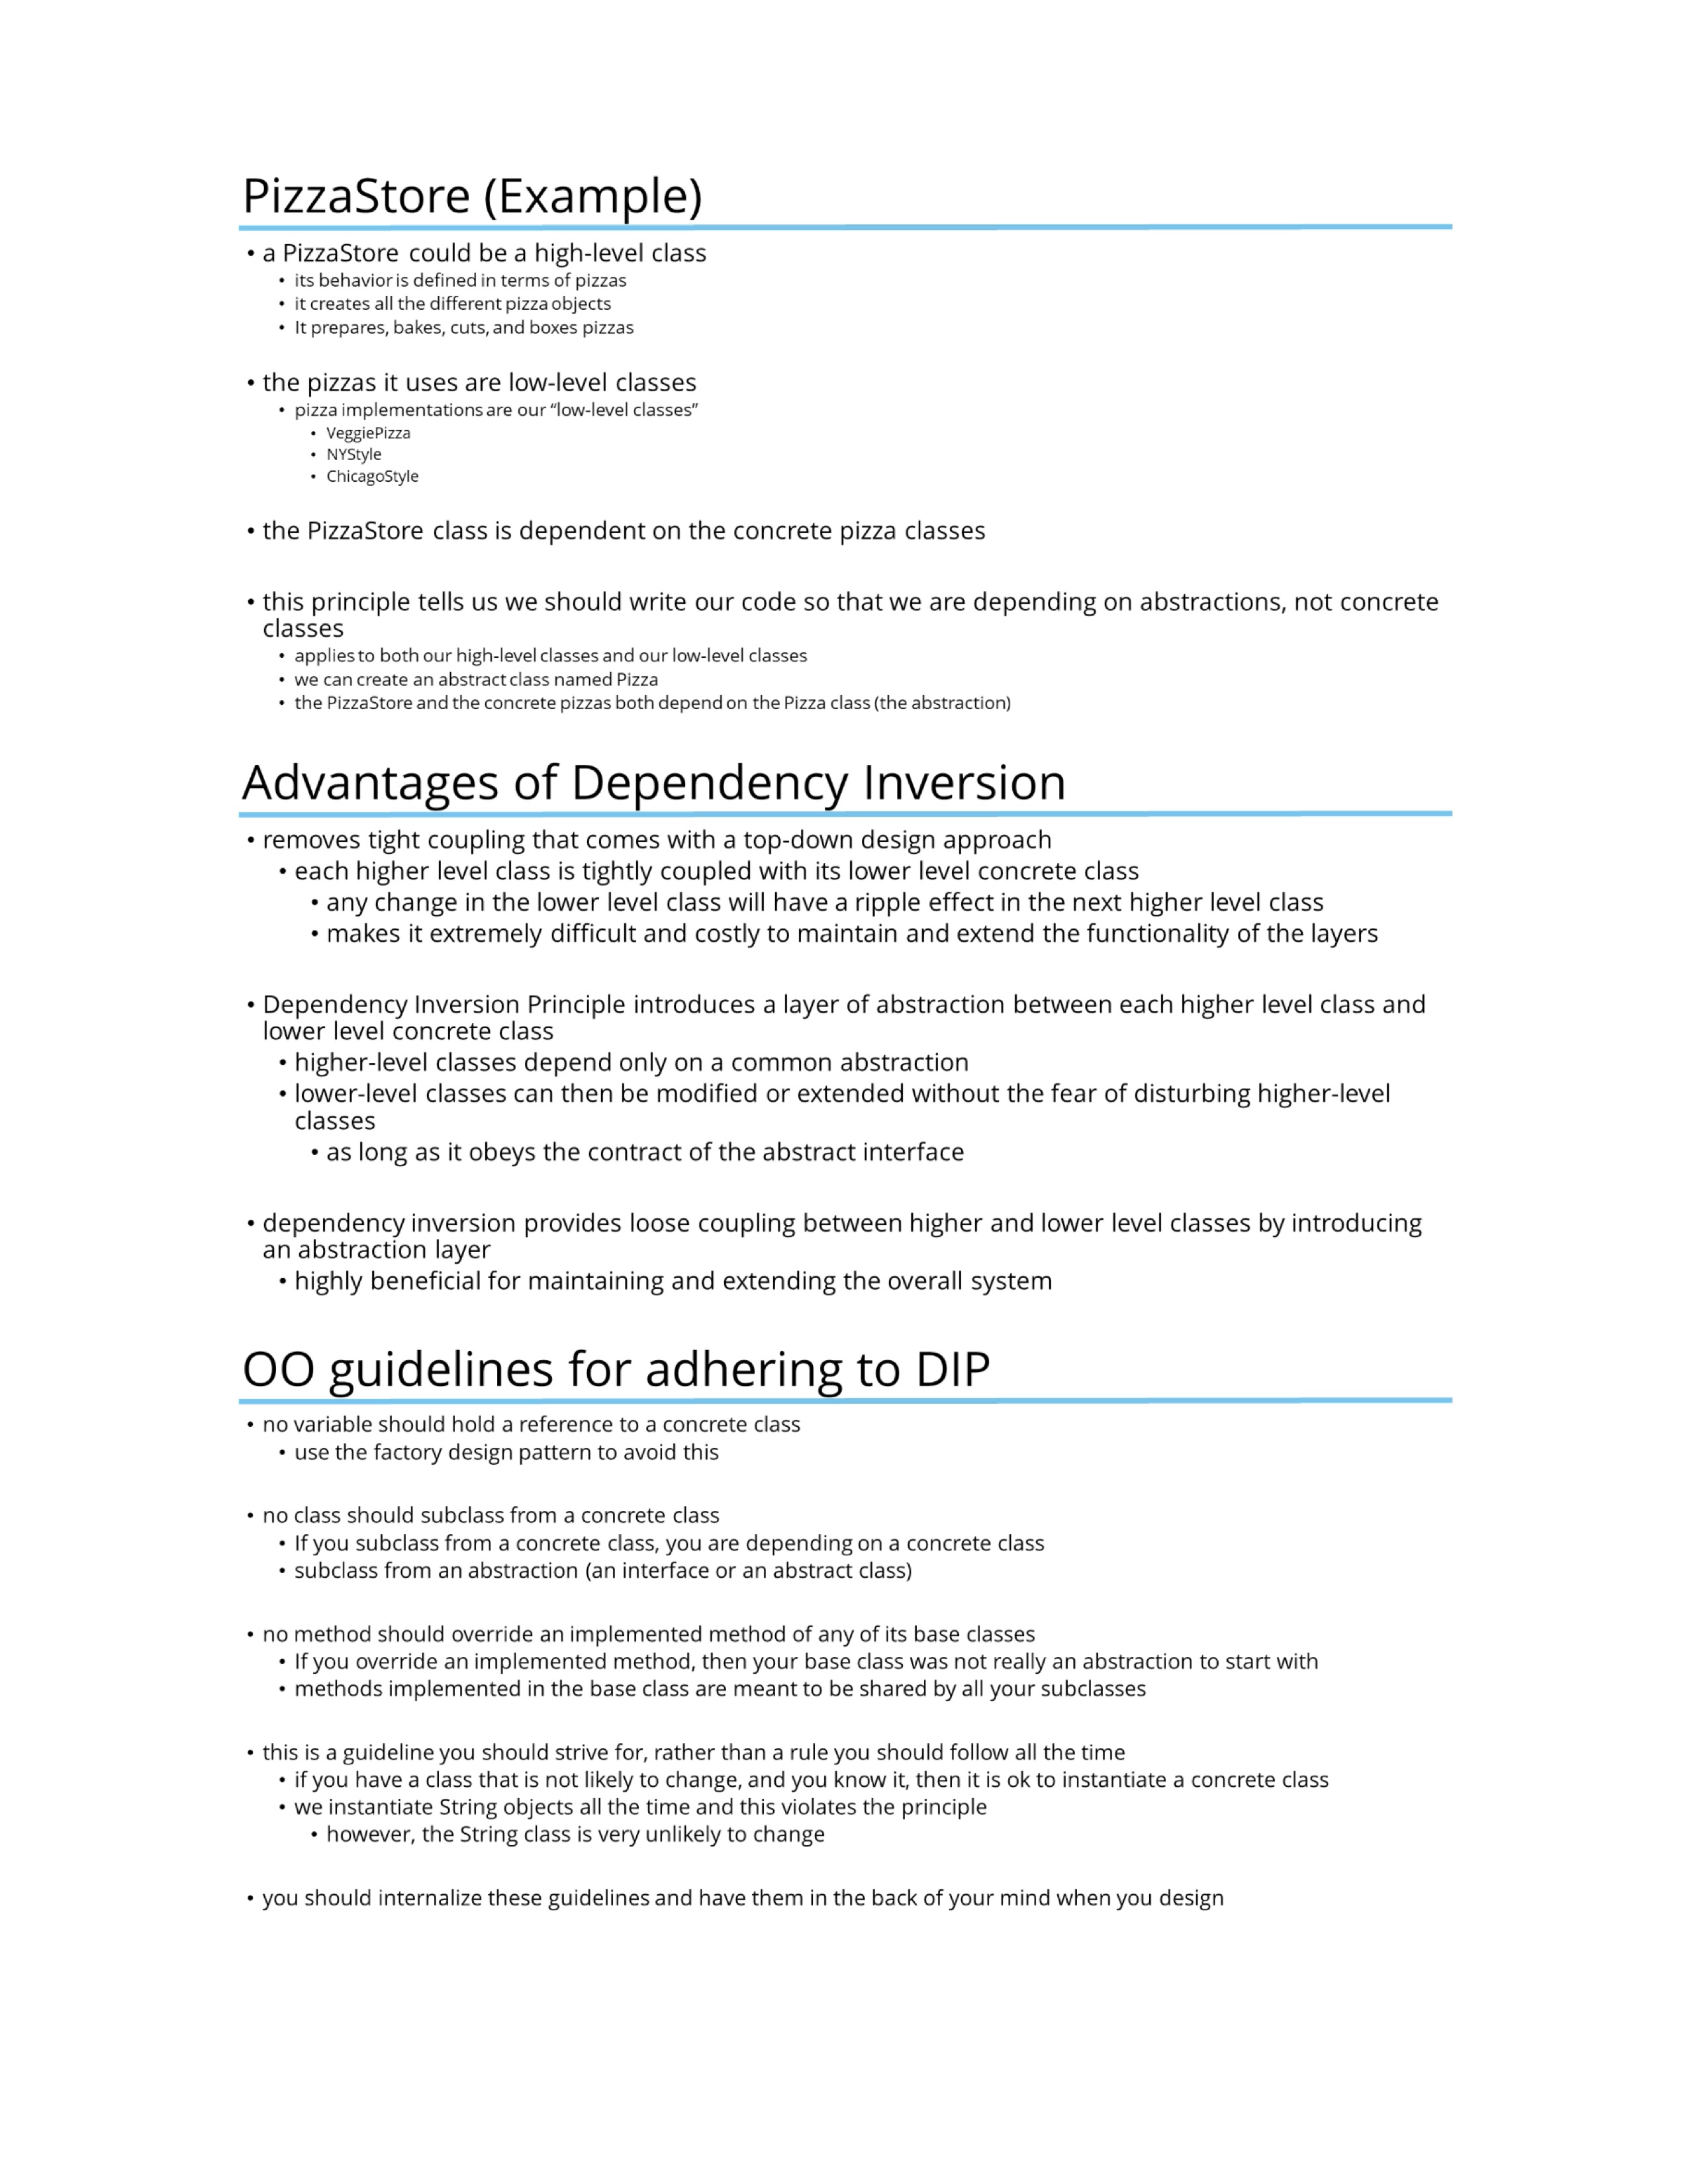 PizzaStore (Example)
• a PizzaStore could be a high-level class
• its behavior is defined in terms of pizzas
• it creates all the different pizza objects
• It prepares, bakes, cuts, and boxes pizzas
• the pizzas it uses are low-level classes
• pizza implementations are our “low-level classes”
• VeggiePizza
• NYStyle
• ChicagoStyle
• the PizzaStore class is dependent on the concrete pizza classes
• this principle tells us we should write our code so that we are depending on abstractions, not concrete
classes
• applies to both our high-level classes and our low-level classes
• we can create an abstract class named Pizza
• the PizzaStore and the concrete pizzas both depend on the Pizza class (the abstraction)
Advantages of Dependency Inversion
• removes tight coupling that comes with a top-down design approach
• each higher level class is tightly coupled with its lower level concrete class
• any change in the lower level class will have a ripple effect in the next higher level class
• makes it extremely difficult and costly to maintain and extend the functionality of the layers
• Dependency Inversion Principle introduces a layer of abstraction between each higher level class and
lower level concrete class
• higher-level classes depend only on a common abstraction
• lower-level classes can then be modified or extended without the fear of disturbing higher-level
classes
• as long as it obeys the contract of the abstract interface
• dependency inversion provides loose coupling between higher and lower level classes by introducing
an abstraction layer
• highly beneficial for maintaining and extending the overall system
OO guidelines for adhering to DIP
• no variable should hold a reference to a concrete class
• use the factory design pattern to avoid this
• no class should subclass from a concrete class
• If you subclass from a concrete class, you are depending on a concrete class
• subclass from an abstraction (an interface or an abstract class)
• no method should override an implemented method of any of its base classes
• If you override an implemented method, then your base class was not really an abstraction to start with
• methods implemented in the base class are meant to be shared by all your subclasses
• this is a guideline you should strive for, rather than a rule you should follow all the time
• if you have a class that is not likely to change, and you know it, then it is ok to instantiate a concrete class
• we instantiate String objects all the time and this violates the principle
• however, the String class is very unlikely to change
• you should internalize these guidelines and have them in the back of your mind when you design